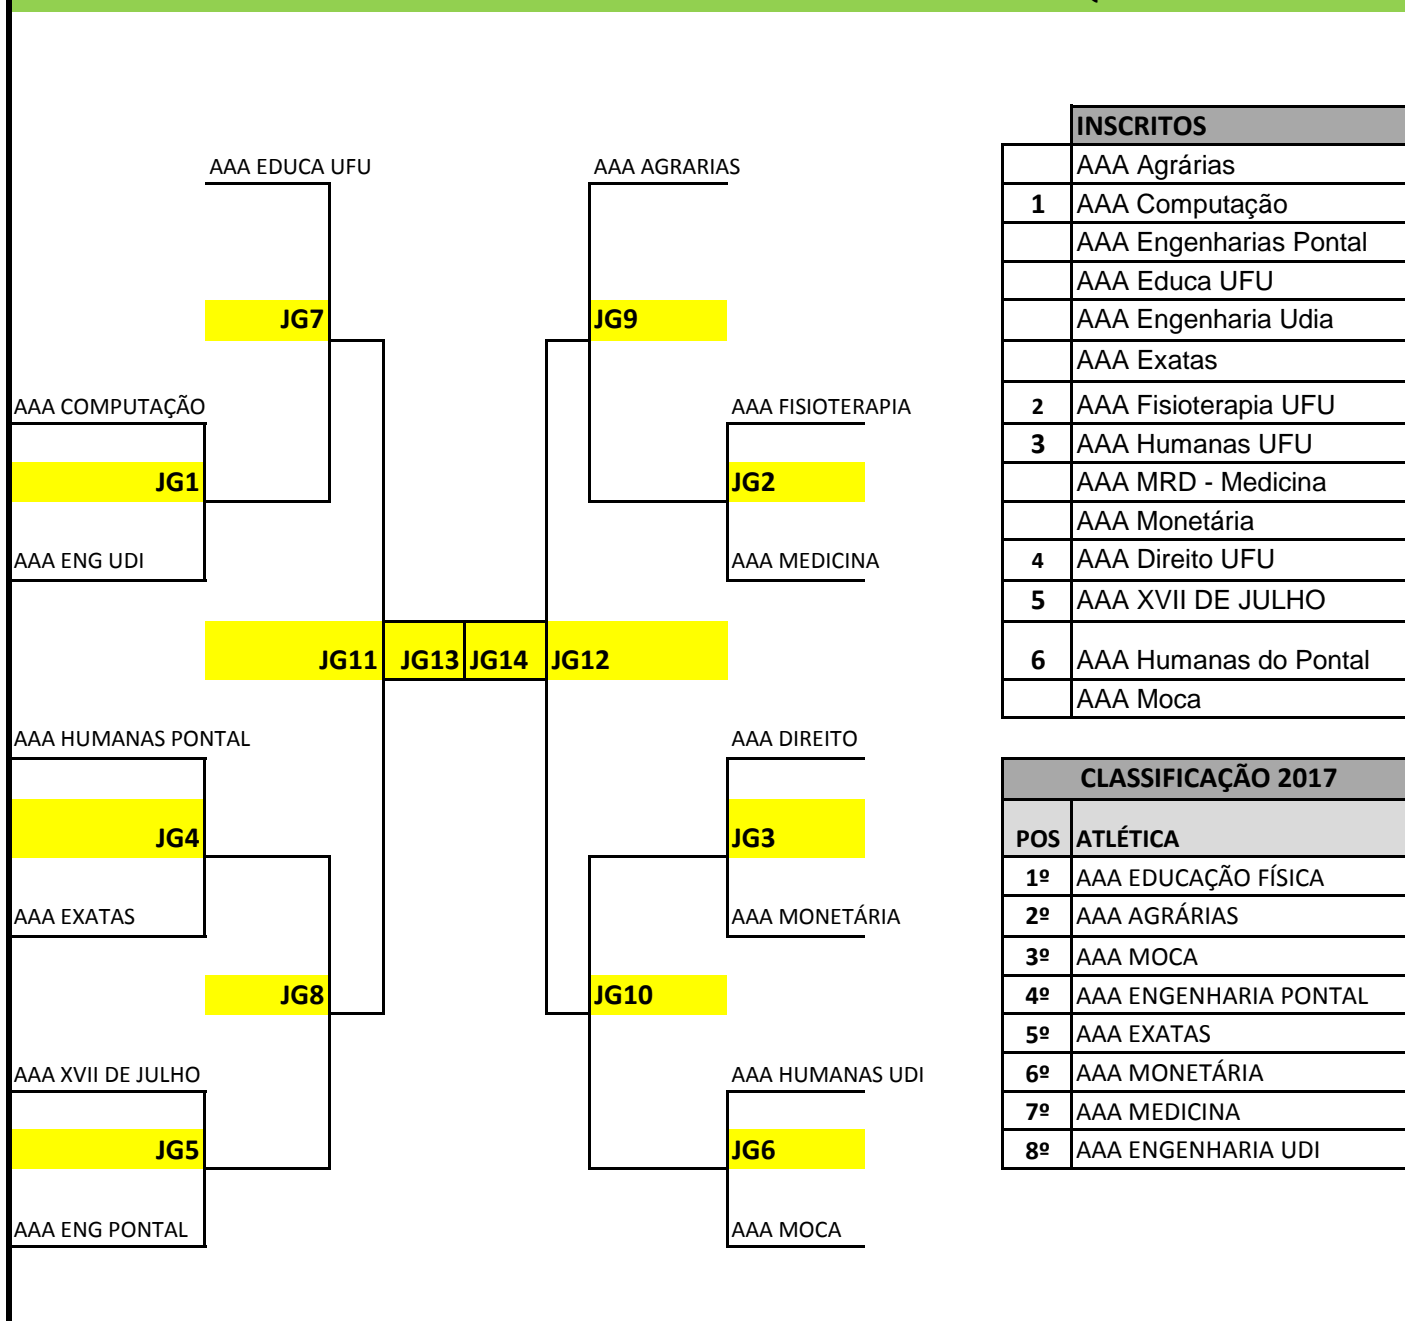 AAA EDUCA UFU
AAA AGRARIAS
JG7
JG9
AAA COMPUTAÇÃO
AAA FISIOTERAPIA
JG1
JG2
AAA ENG UDI
AAA MEDICINA
JG11 JG13 JG14 JG12
AAA HUMANAS PONTAL
AAA DIREITO
JG4
JG3
AAA EXATAS
AAA MONETÁRIA
JG8
JG10
AAA XVII DE JULHO
AAA HUMANAS UDI
JG5
JG6
AAA ENG PONTAL
AAA MOCA
INSCRITOS
AAA Agrárias
1 AAA Computação
AAA Engenharias Pontal
AAA Educa UFU
AAA Engenharia Udia
AAA Exatas
2 AAA Fisioterapia UFU
3 AAA Humanas UFU
AAA MRD - Medicina
AAA Monetária
4 AAA Direito UFU
5 AAA XVII DE JULHO
6 AAA Humanas do Pontal
AAA Moca
CLASSIFICAÇÃO 2017
POS ATLÉTICA
1º AAA EDUCAÇÃO FÍSICA
2º AAA AGRÁRIAS
3º AAA MOCA
4º AAA ENGENHARIA PONTAL
5º AAA EXATAS
6º AAA MONETÁRIA
7º AAA MEDICINA
8º AAA ENGENHARIA UDI